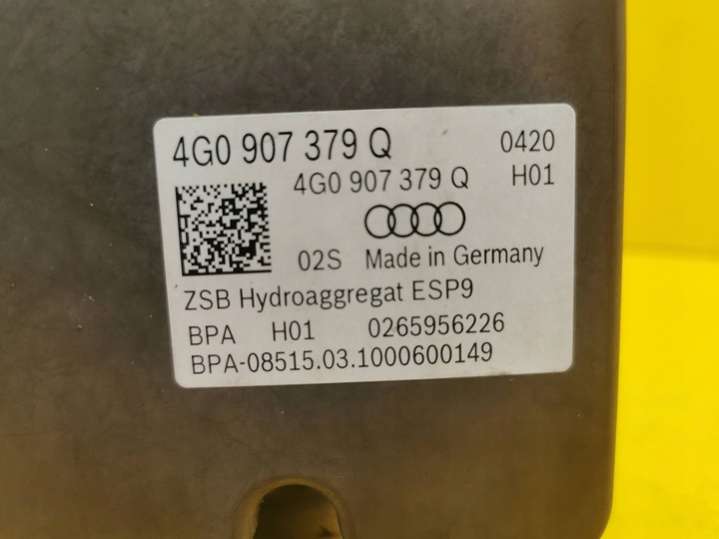 4G0 907 379 Q 0420
4G0 907 379 Q H01
02S Made in Germany
ZSB Hydroaggregat ESP9
BPA H01 0265956226
BPA-08515.03.1000600149